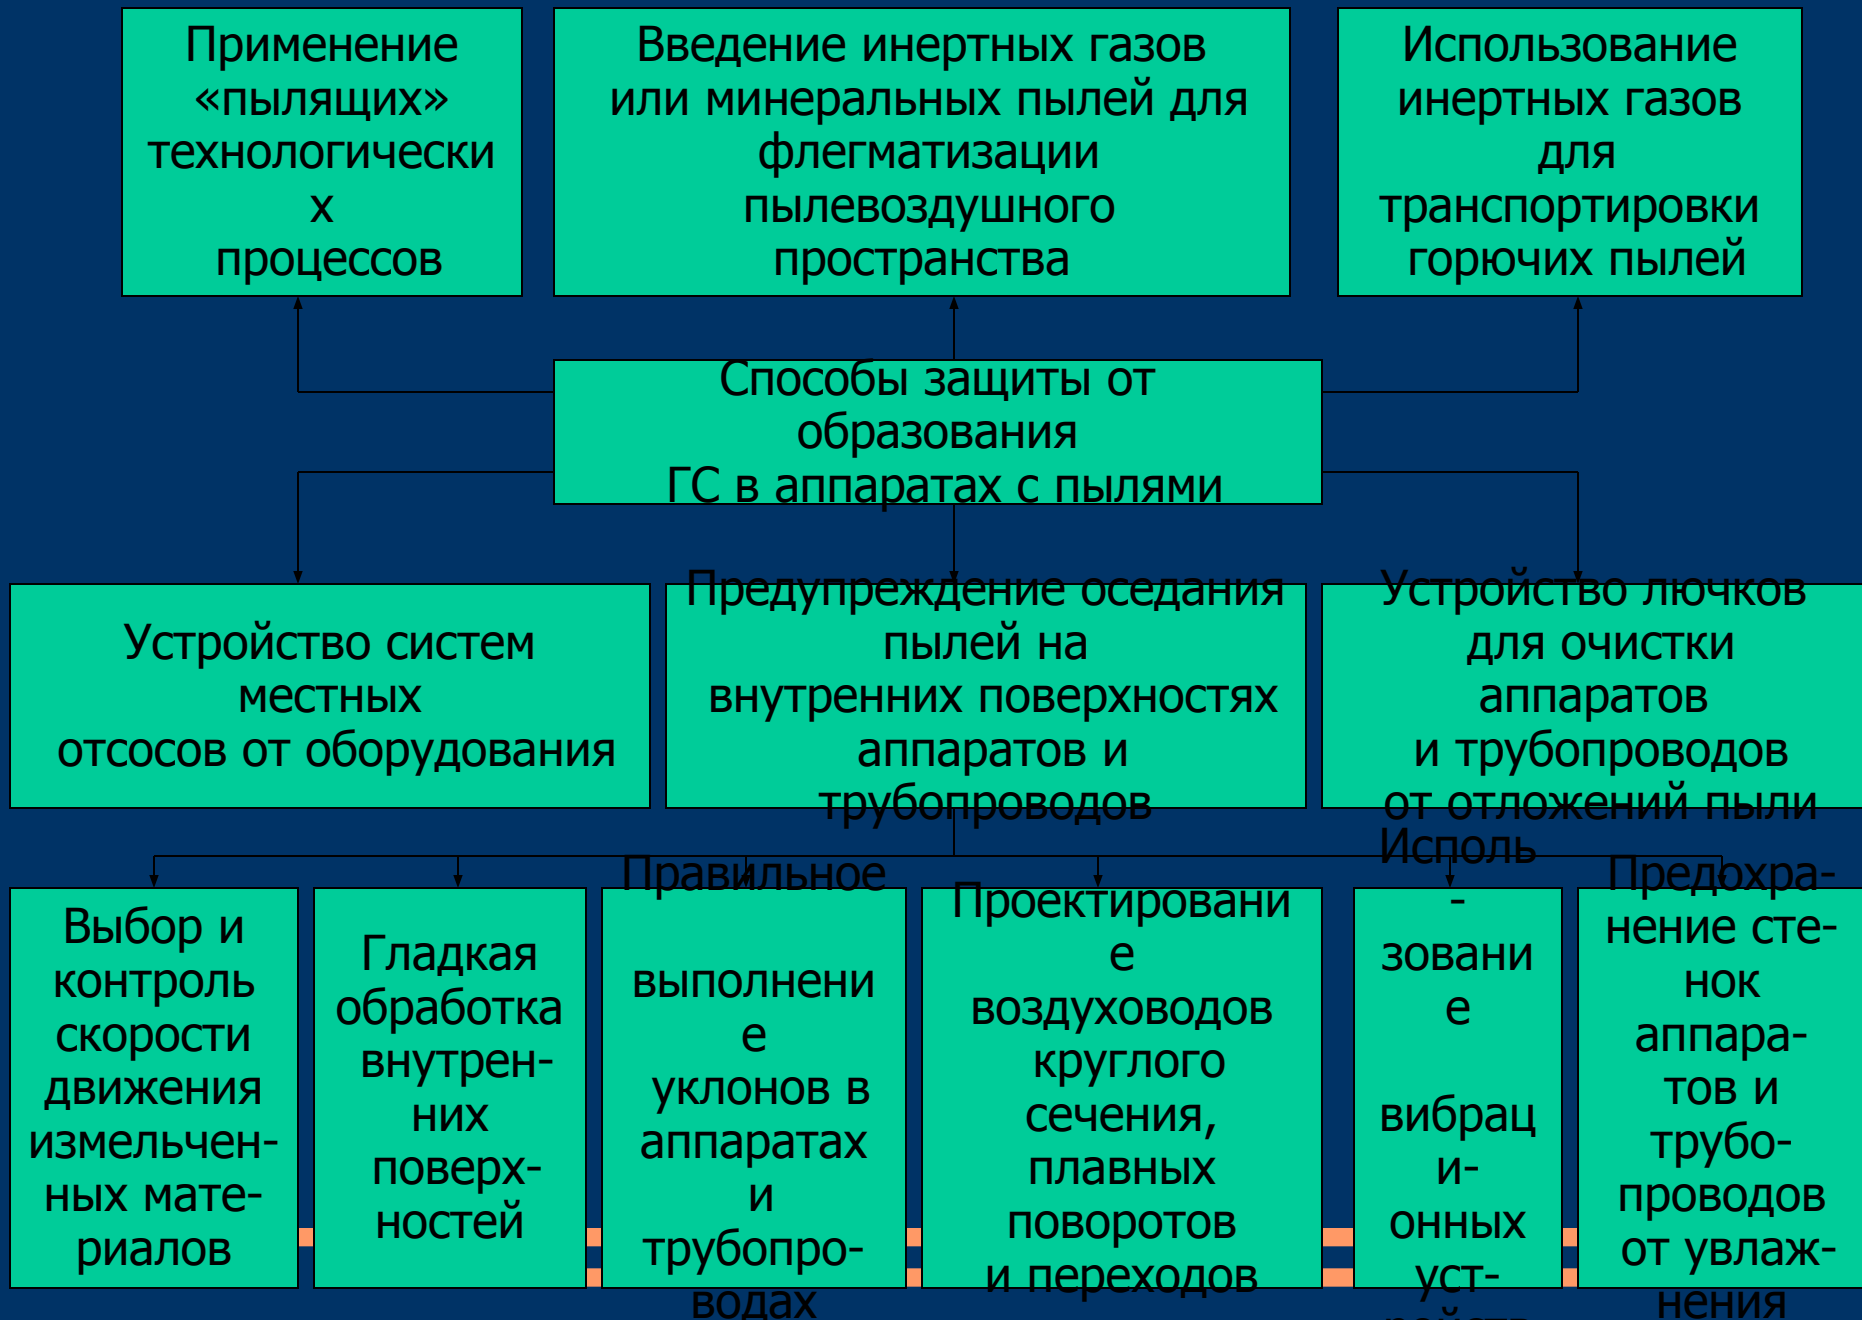 Применение
«пылящих»
технологически
х
процессов
Введение инертных газов
или минеральных пылей для
флегматизации
пылевоздушного
пространства
Использование
инертных газов
для
транспортировки
горючих пылей
Способы защиты от
образования
ГС в аппаратах с пылями
Устройство систем
местных
отсосов от оборудования
Предупреждение оседания
пылей на
внутренних поверхностях
аппаратов и
трубопроводов
Устройство лючков
для очистки
аппаратов
и трубопроводов
от отложений пыли
Выбор и
контроль
скорости
движения
измельчен-
ных мате-
риалов
Гладкая
обработка
внутрен-
них
поверх-
ностей
Правильное
выполнени
е
уклонов в
аппаратах
и
трубопро-
водах
Проектировани
е
воздуховодов
круглого
сечения,
плавных
поворотов
и переходов
Исполь
-
зовани
е
вибрац
и-
онных
уст-
ройств
Предохра-
нение сте-
нок
аппара-
тов и
трубо-
проводов
от увлаж-
нения